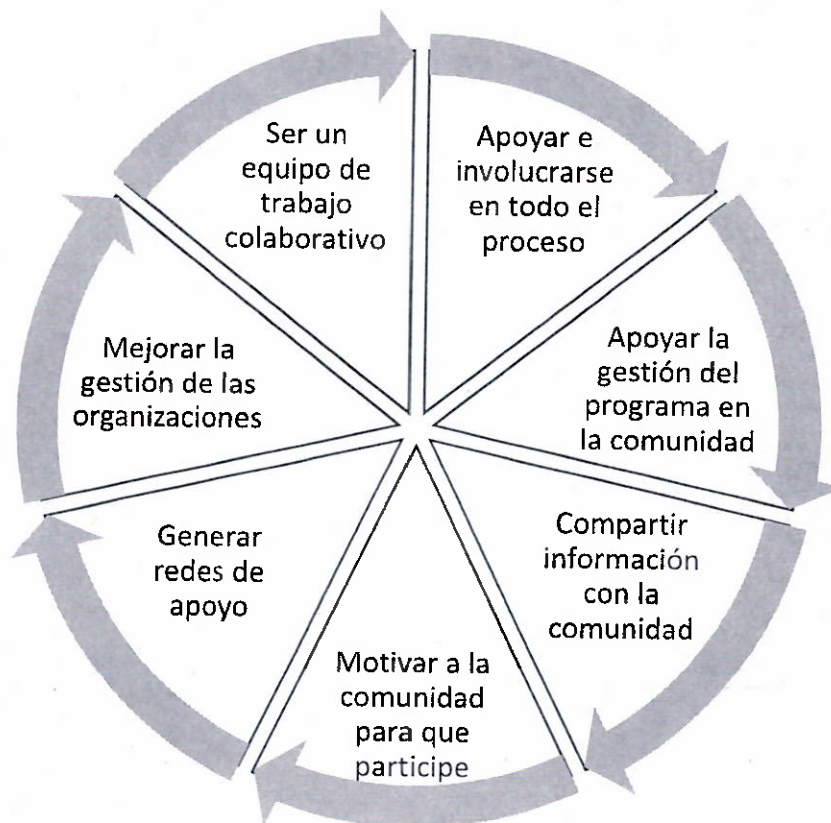 Ser un
equipo de
trabajo
colaborativo
Apoyar e
involucrarse
en todo el
proceso
Apoyar la
gestión del
programa en
la comunidad
Compartir
información
con la
comunidad
Motivar a la
comunidad
para que
participe
Generar
redes de
apoyo
Mejorar la
gestión de las
organizaciones